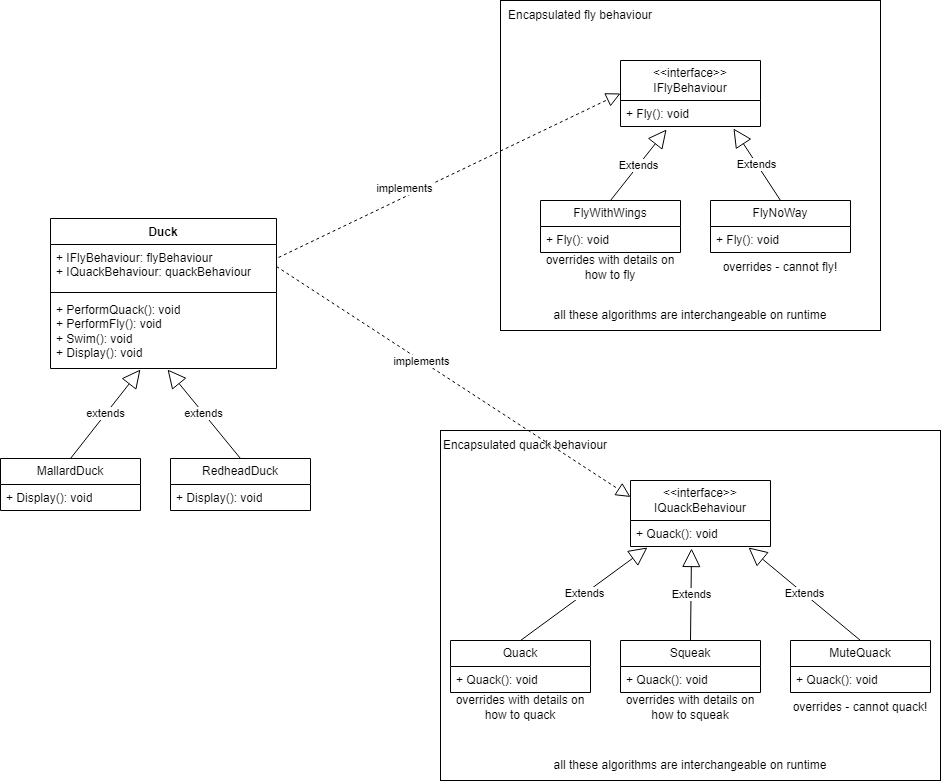 Encapsulated fly behaviour
<<interface>>
IFlyBehaviour
+ Fly(): void
Extends
Extends
FlyWithWings
+ Fly(): void
overrides with details on
how to fly
FlyNoWay
+ Fly(): void
overrides - cannot fly!
all these algorithms are interchangeable on runtime
implements
Duck
+ IFlyBehaviour: flyBehaviour
+ IQuackBehaviour: quackBehaviour
+ PerformQuack(): void
+ PerformFly(): void
+ Swim(): void
+ Display(): void
implements
extends
extends
MallardDuck
+ Display(): void
RedheadDuck
+ Display(): void
Encapsulated quack behaviour
<<interface>>
IQuackBehaviour
+ Quack(): void
Extends
Extends
Extends
Quack
+ Quack(): void
overrides with details on
how to quack
Squeak
+ Quack(): void
overrides with details on
how to squeak
MuteQuack
+ Quack(): void
overrides - cannot quack!
all these algorithms are interchangeable on runtime